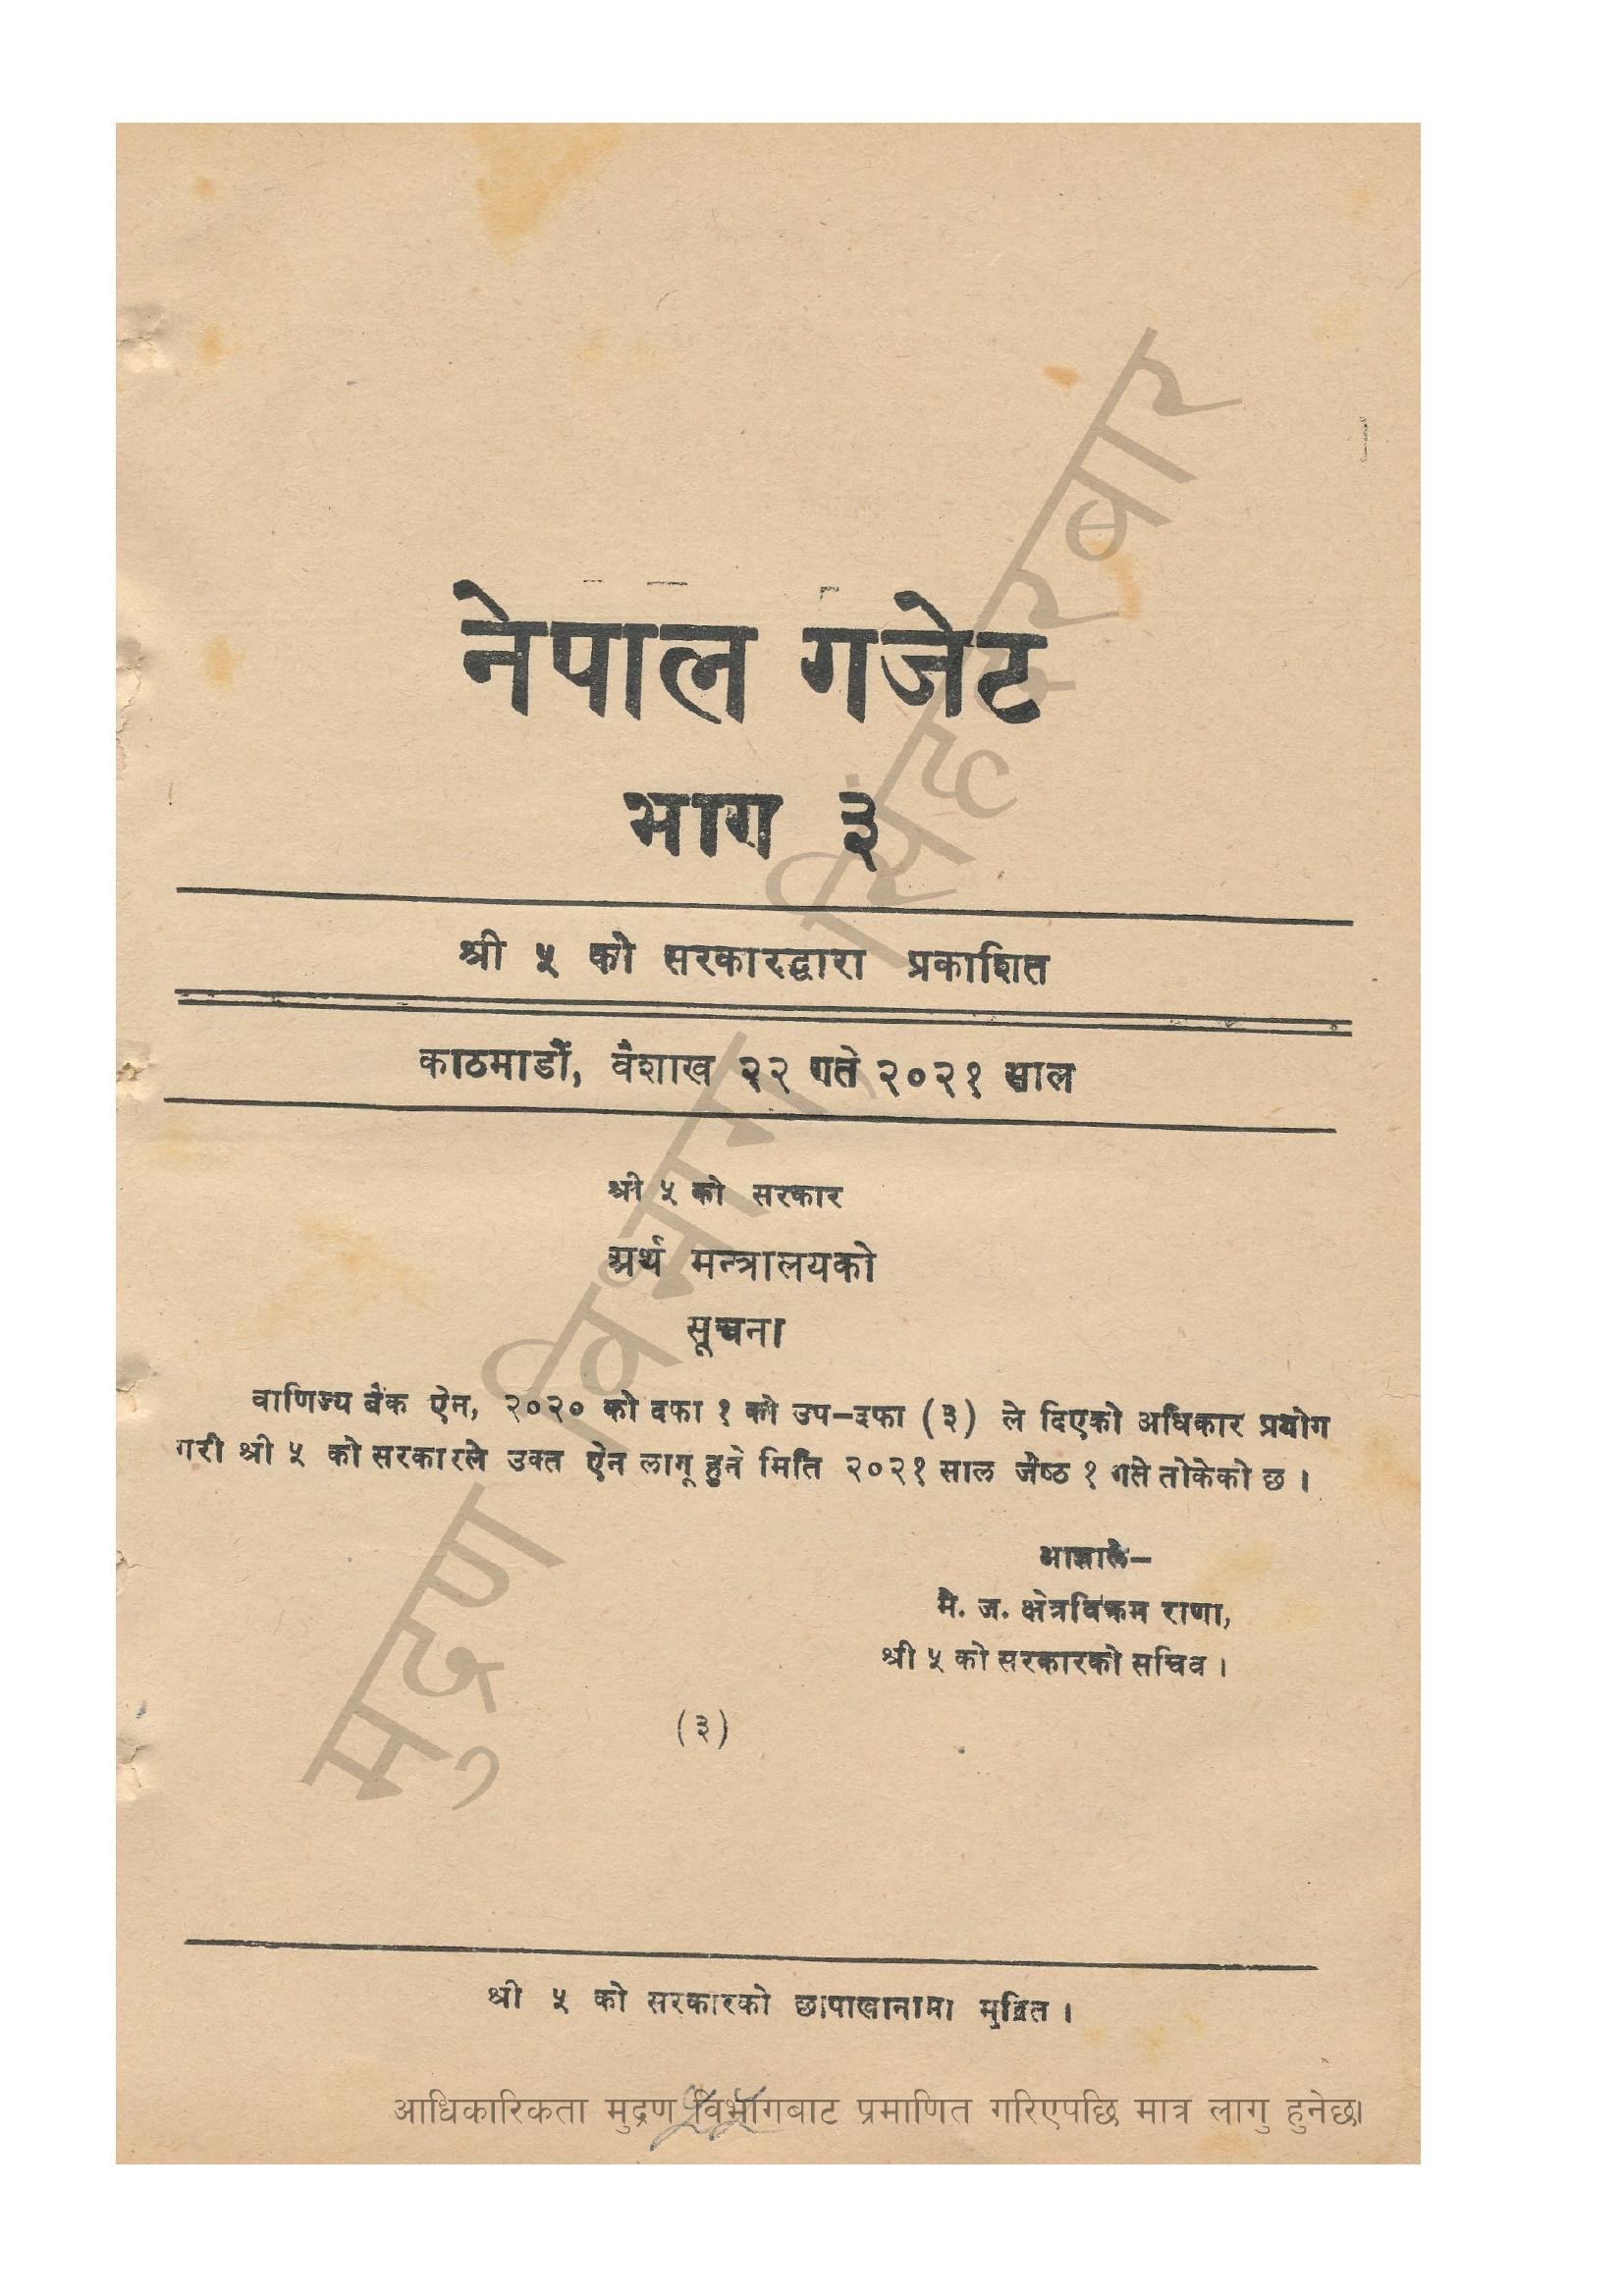 नेपाल गजेट
भाग ३
श्री ५ को सरकारद्वारा प्रकाशित
काठमाडौं, वैशाख २२ गते २०२१ साल
श्री ५ को सरकार
अर्थ मन्त्रालयको
सूचना
वाणिज्य बैंक ऐन, २०२० को दफा १ को उप-दफा (३) ले दिएको अधिकार प्रयोग
गरी श्री ५ को सरकारले उक्त ऐन लागू हुने मिति २०२१ साल जेष्ठ १ गते तोकेको छ ।
आज्ञाले-
मे. ज. क्षेत्रविक्रम राणा,
श्री ५ को सरकारको सचिव ।
(३)
श्री ५ को सरकारको छापाखानामा मुद्रित ।
मुद्रण विभाग, सिंहदरबार
आधिकारिकता मुद्रण विभागबाट प्रमाणित गरिएपछि मात्र लागु हुनेछ।